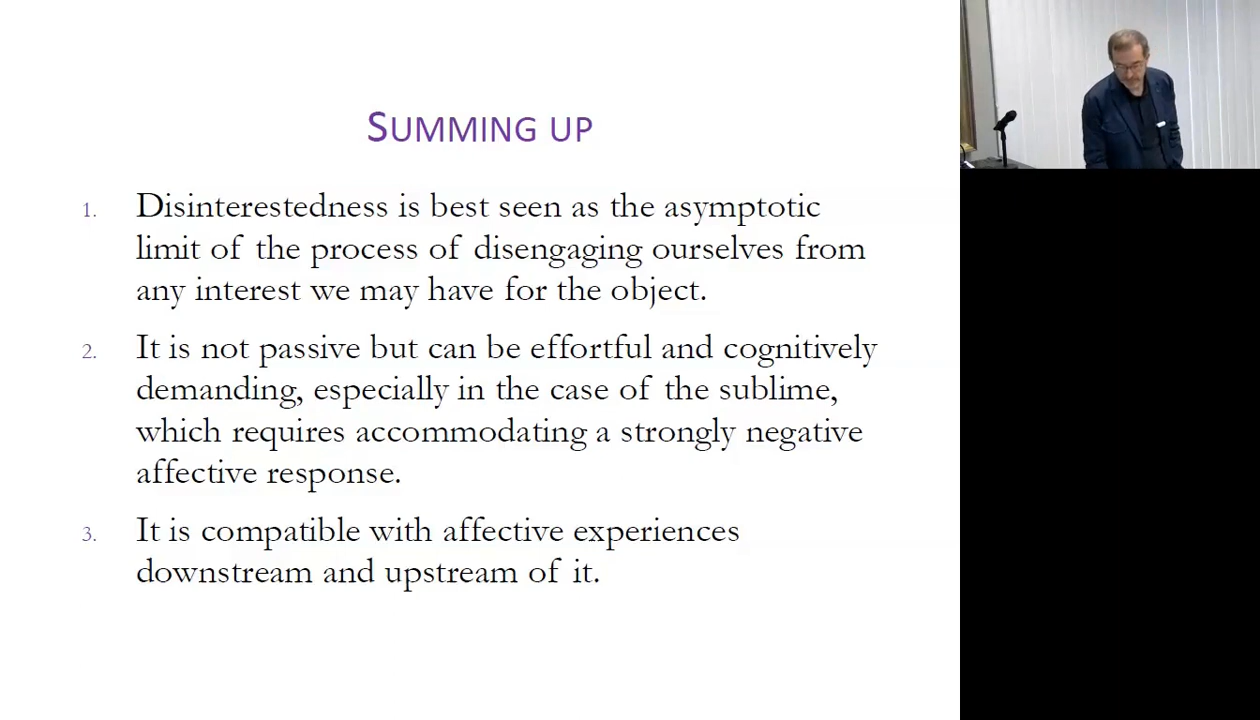 SUMMING UP
1. Disinterestedness is best seen as the asymptotic
limit of the process of disengaging ourselves from
any interest we may have for the object.
2. It is not passive but can be effortful and cognitively
demanding, especially in the case of the sublime,
which requires accommodating a strongly negative
affective response.
3. It is compatible with affective experiences
downstream and upstream of it.